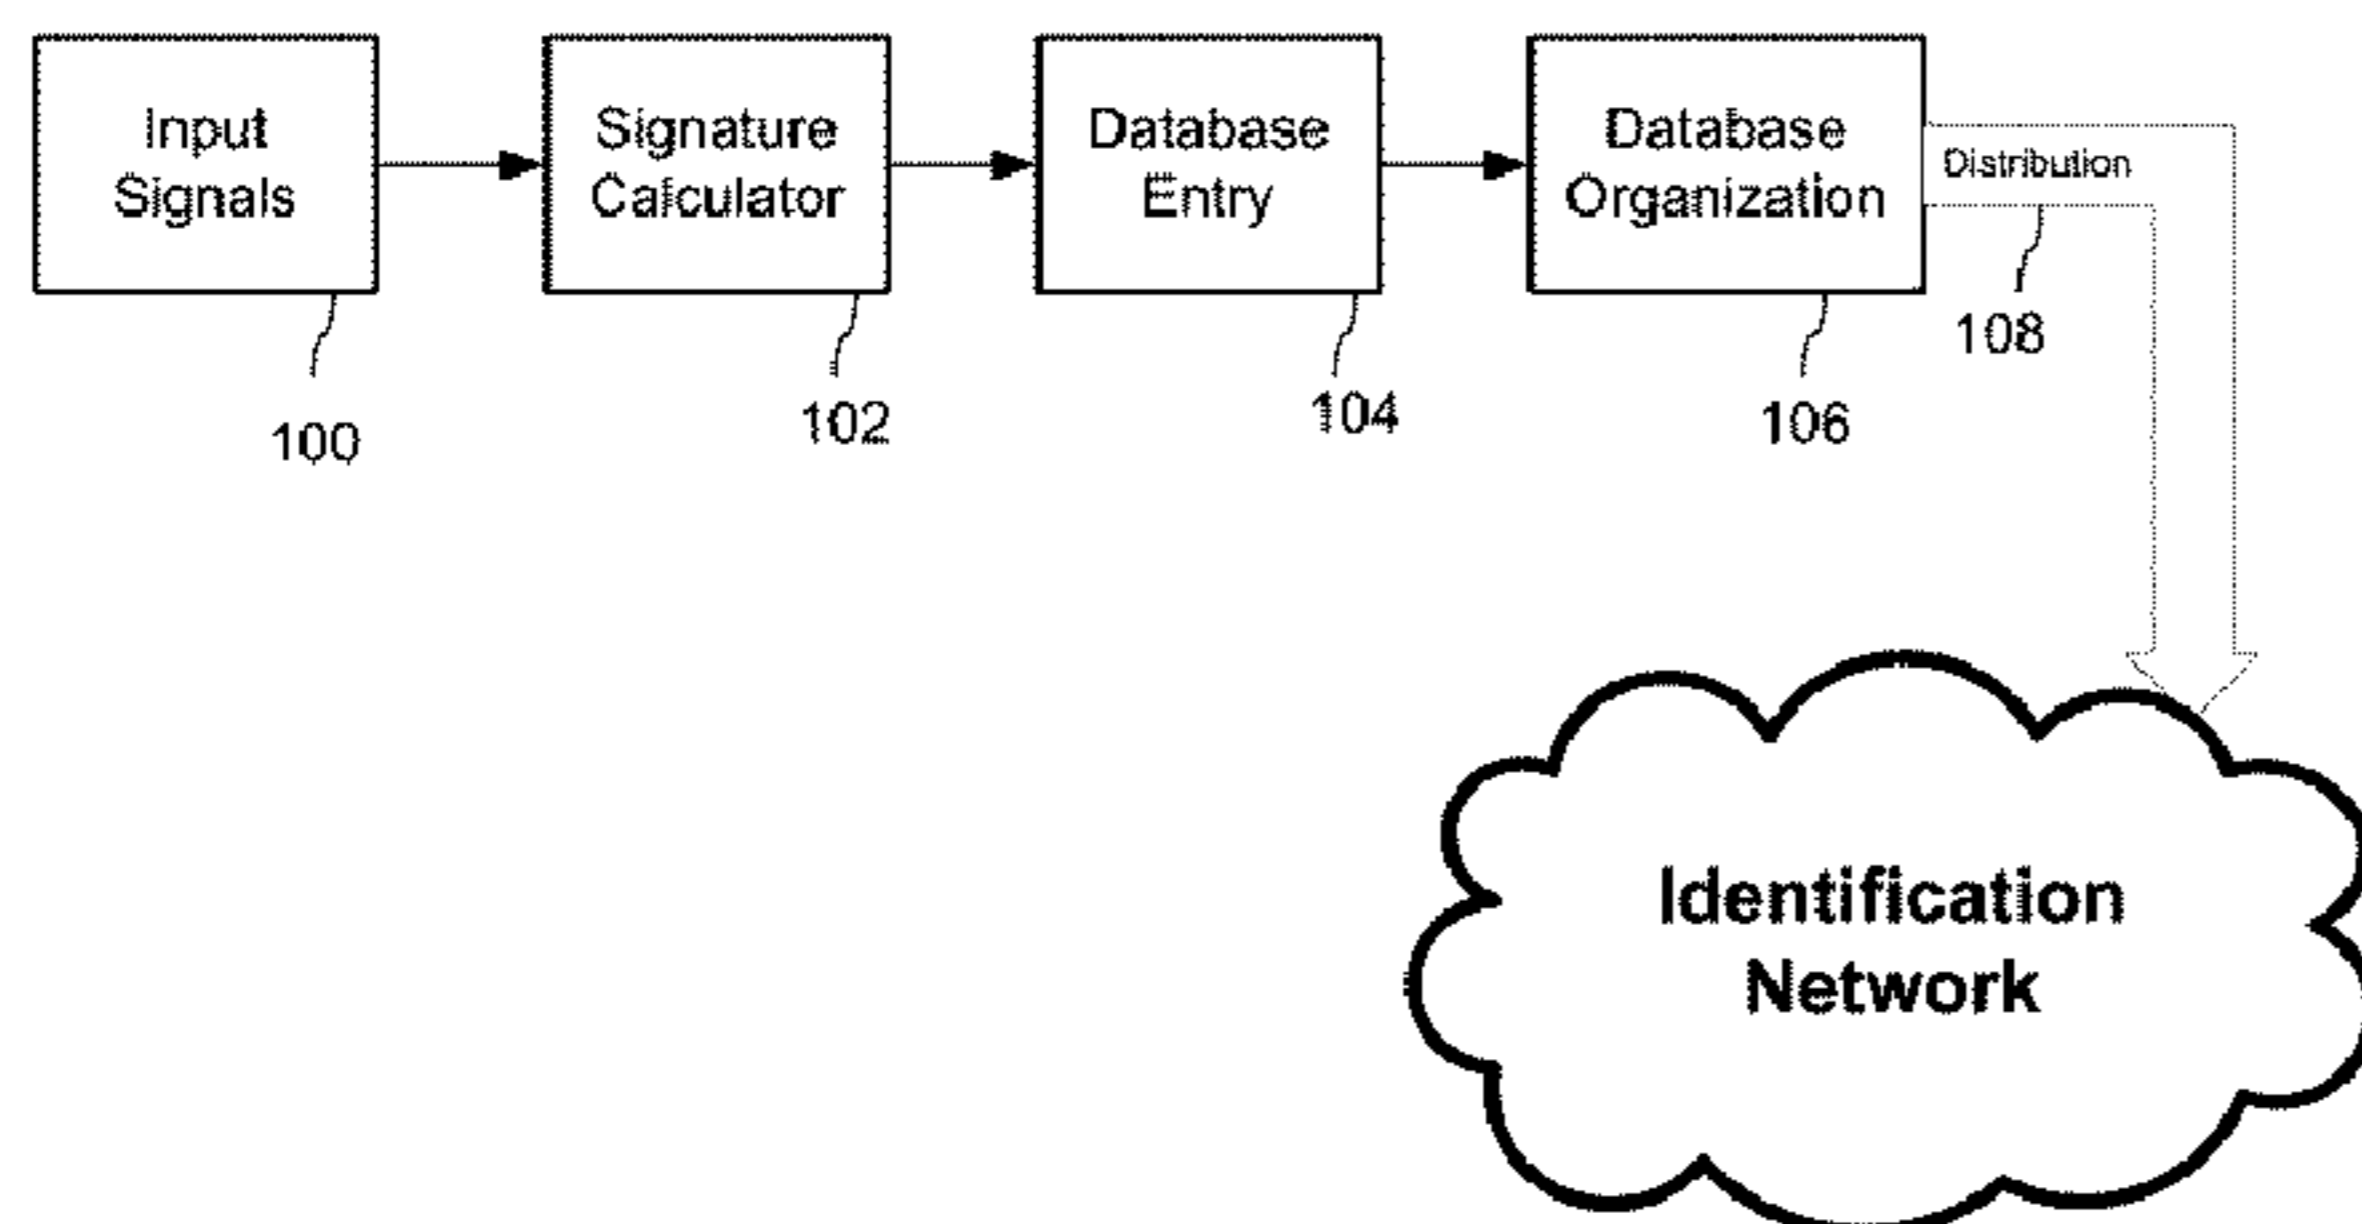 Input
Signals
Signature
Calculator
Database
Entry
Database
Organization
Distribution
100
102
104
106
108
Identification
Network